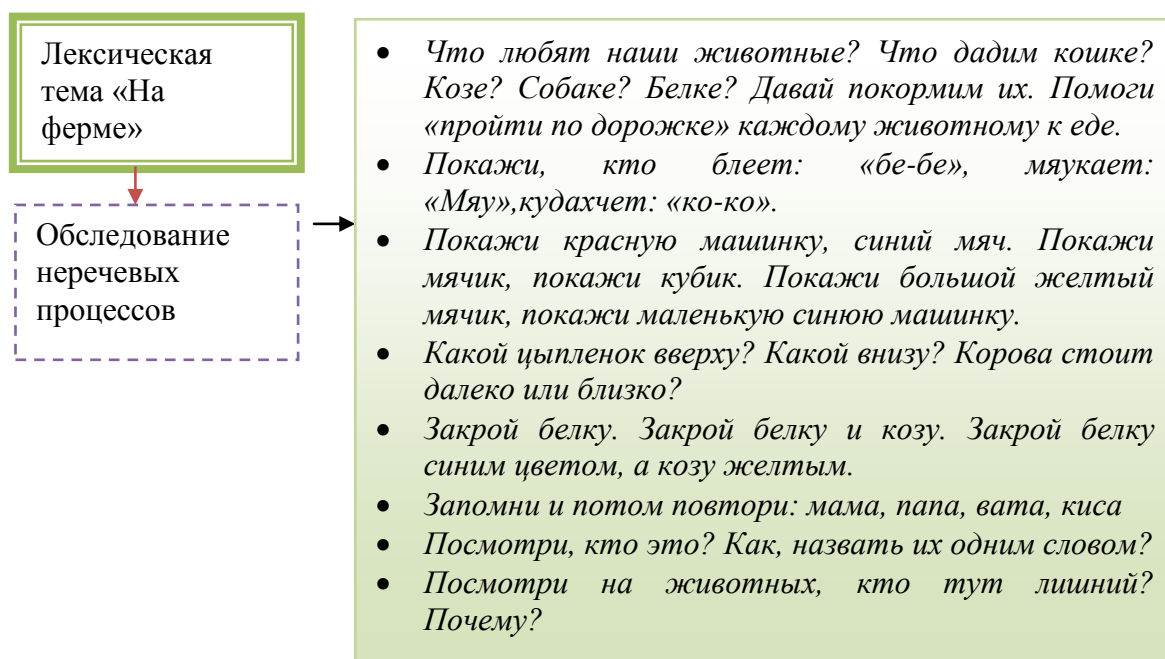 Лексическая
тема «На
ферме»
Обследование
неречевых
процессов
• Что любят наши животные? Что дадим кошке?
Козе? Собаке? Белке? Давай покормим их. Помоги
«пройти по дорожке» каждому животному к еде.
• Покажи, кто блеет: «бе-бе», мяукает:
«Мяу»,кудахчет: «ко-ко».
• Покажи красную машинку, синий мяч. Покажи
мячик, покажи кубик. Покажи большой желтый
мячик, покажи маленькую синюю машинку.
• Какой цыпленок вверху? Какой внизу? Корова стоит
далеко или близко?
• Закрой белку. Закрой белку и козу. Закрой белку
синим цветом, а козу желтым.
• Запомни и потом повтори: мама, папа, вата, киса
• Посмотри, кто это? Как, назвать их одним словом?
• Посмотри на животных, кто тут лишний?
Почему?